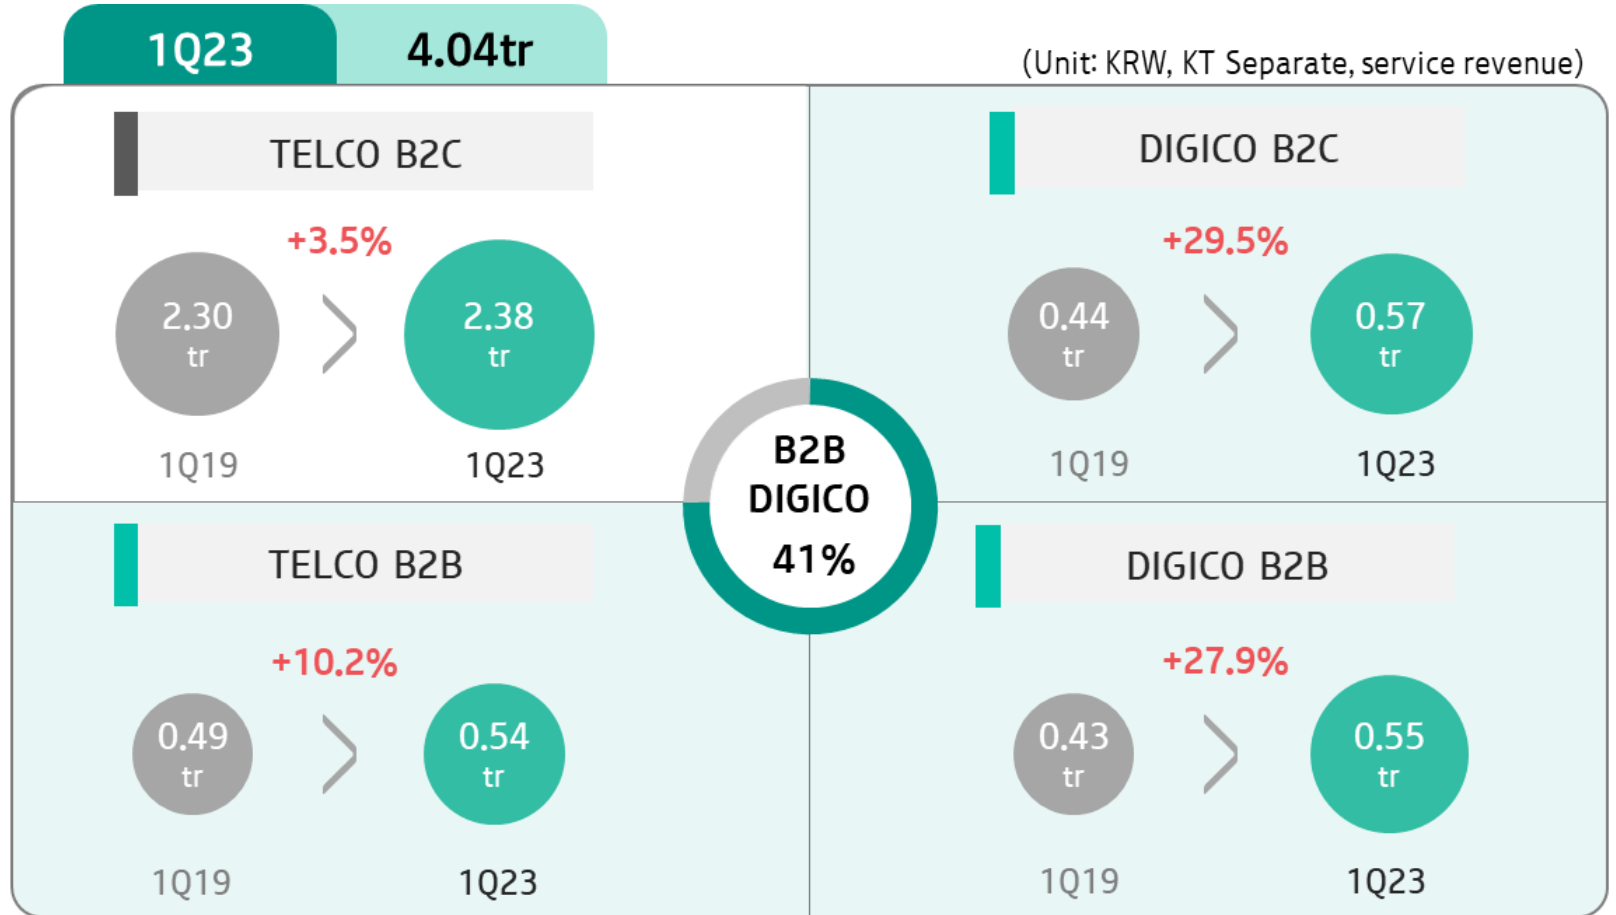 1Q23
4.04tr
(Unit: KRW, KT Separate, service revenue)
TELCO B2C
+3.5%
2.30
tr
2.38
tr
1Q19
1Q23
DIGICO B2C
+29.5%
0.44
tr
0.57
tr
1Q19
1Q23
B2B
DIGICO
41%
TELCO B2B
+10.2%
0.49
tr
0.54
tr
1Q19
1Q23
DIGICO B2B
+27.9%
0.43
tr
0.55
tr
1Q19
1Q23